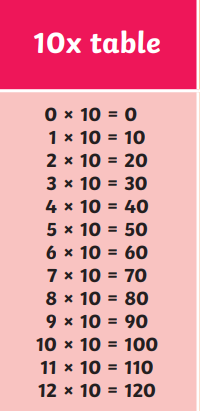 10x table
0 × 10 = 0
1 × 10 = 10
2 × 10 = 20
3 × 10 = 30
4 × 10 = 40
5 × 10 = 50
6 × 10 = 60
7 × 10 = 70
8 × 10 = 80
9 × 10 = 90
10 × 10 = 100
11 × 10 = 110
12 × 10 = 120